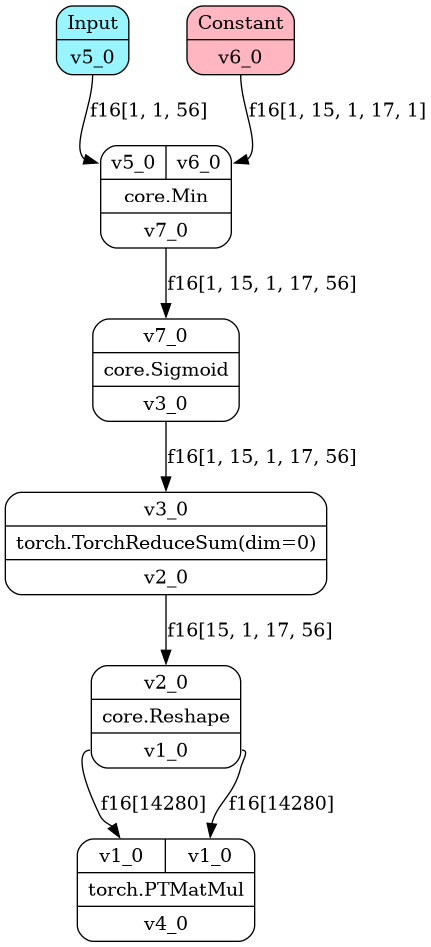 Input
v5_0
Constant
v6_0
f16[1, 1, 56]
f16[1, 15, 1, 17, 1]
v5_0 v6_0
core.Min
v7_0
f16[1, 15, 1, 17, 56]
v7_0
core.Sigmoid
v3_0
f16[1, 15, 1, 17, 56]
v3_0
torch.TorchReduceSum(dim=0)
v2_0
f16[15, 1, 17, 56]
v2_0
core.Reshape
v1_0
f16[14280]
f16[14280]
v1_0 v1_0
torch.PTMatMul
v4_0